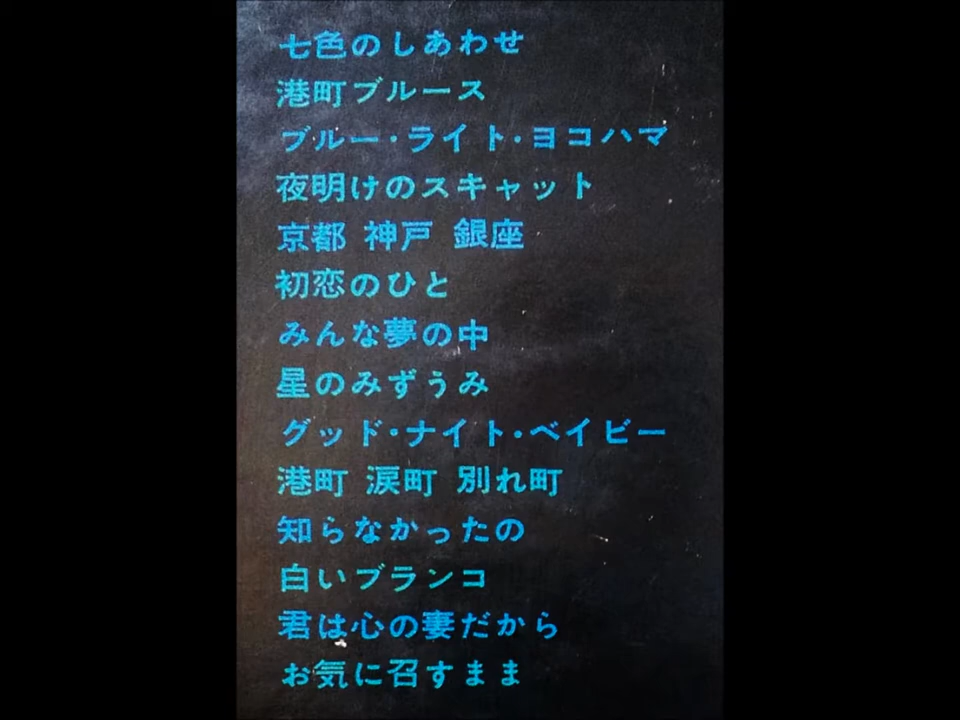 七色のしあわせ
港町ブルース
ブルー・ライト・ヨコハマ
夜明けのスキャット
京都 神戸 銀座
初恋のひと
みんな夢の中
星のみずうみ
グッド・ナイト・ベイビー
港町 涙町 別れ町
知らなかったの
白いブランコ
君は心の妻だから
お気に召すまま